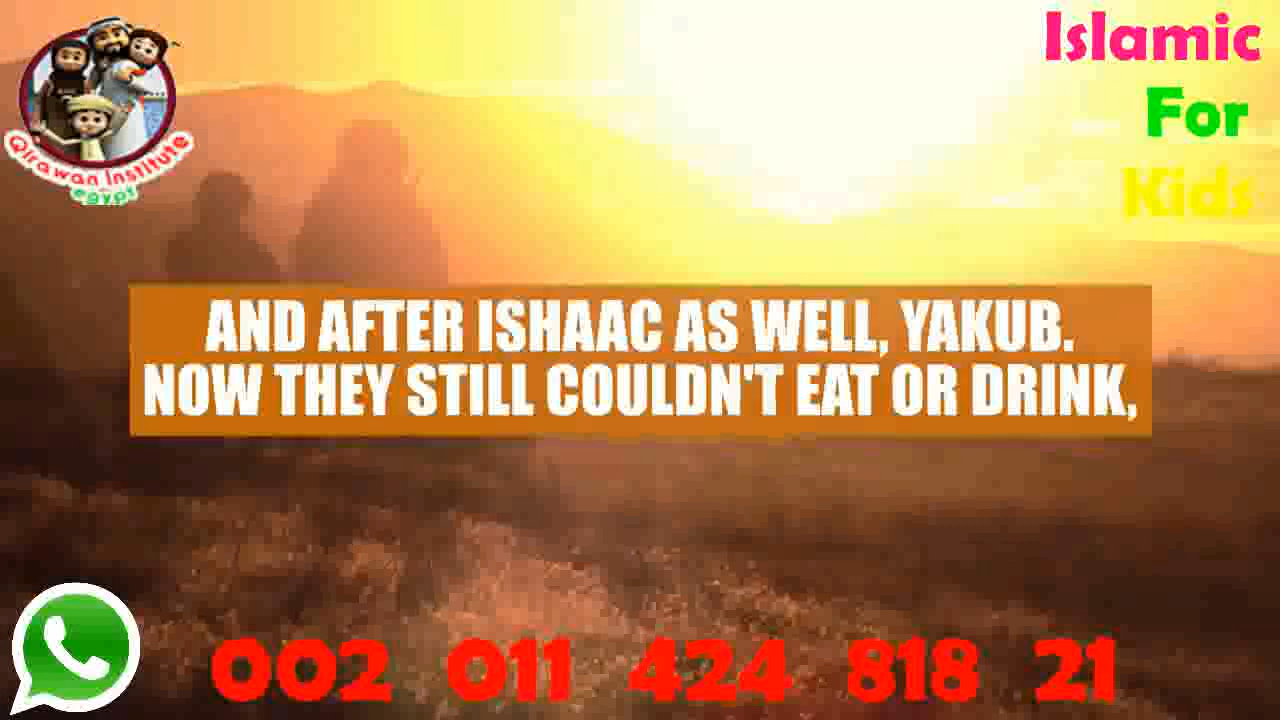 Qirawan Institute
egypt
Islamic
For
Kids
AND AFTER ISHAAC AS WELL, YAKUB.
NOW THEY STILL COULDN'T EAT OR DRINK,
002 011 424 818 21